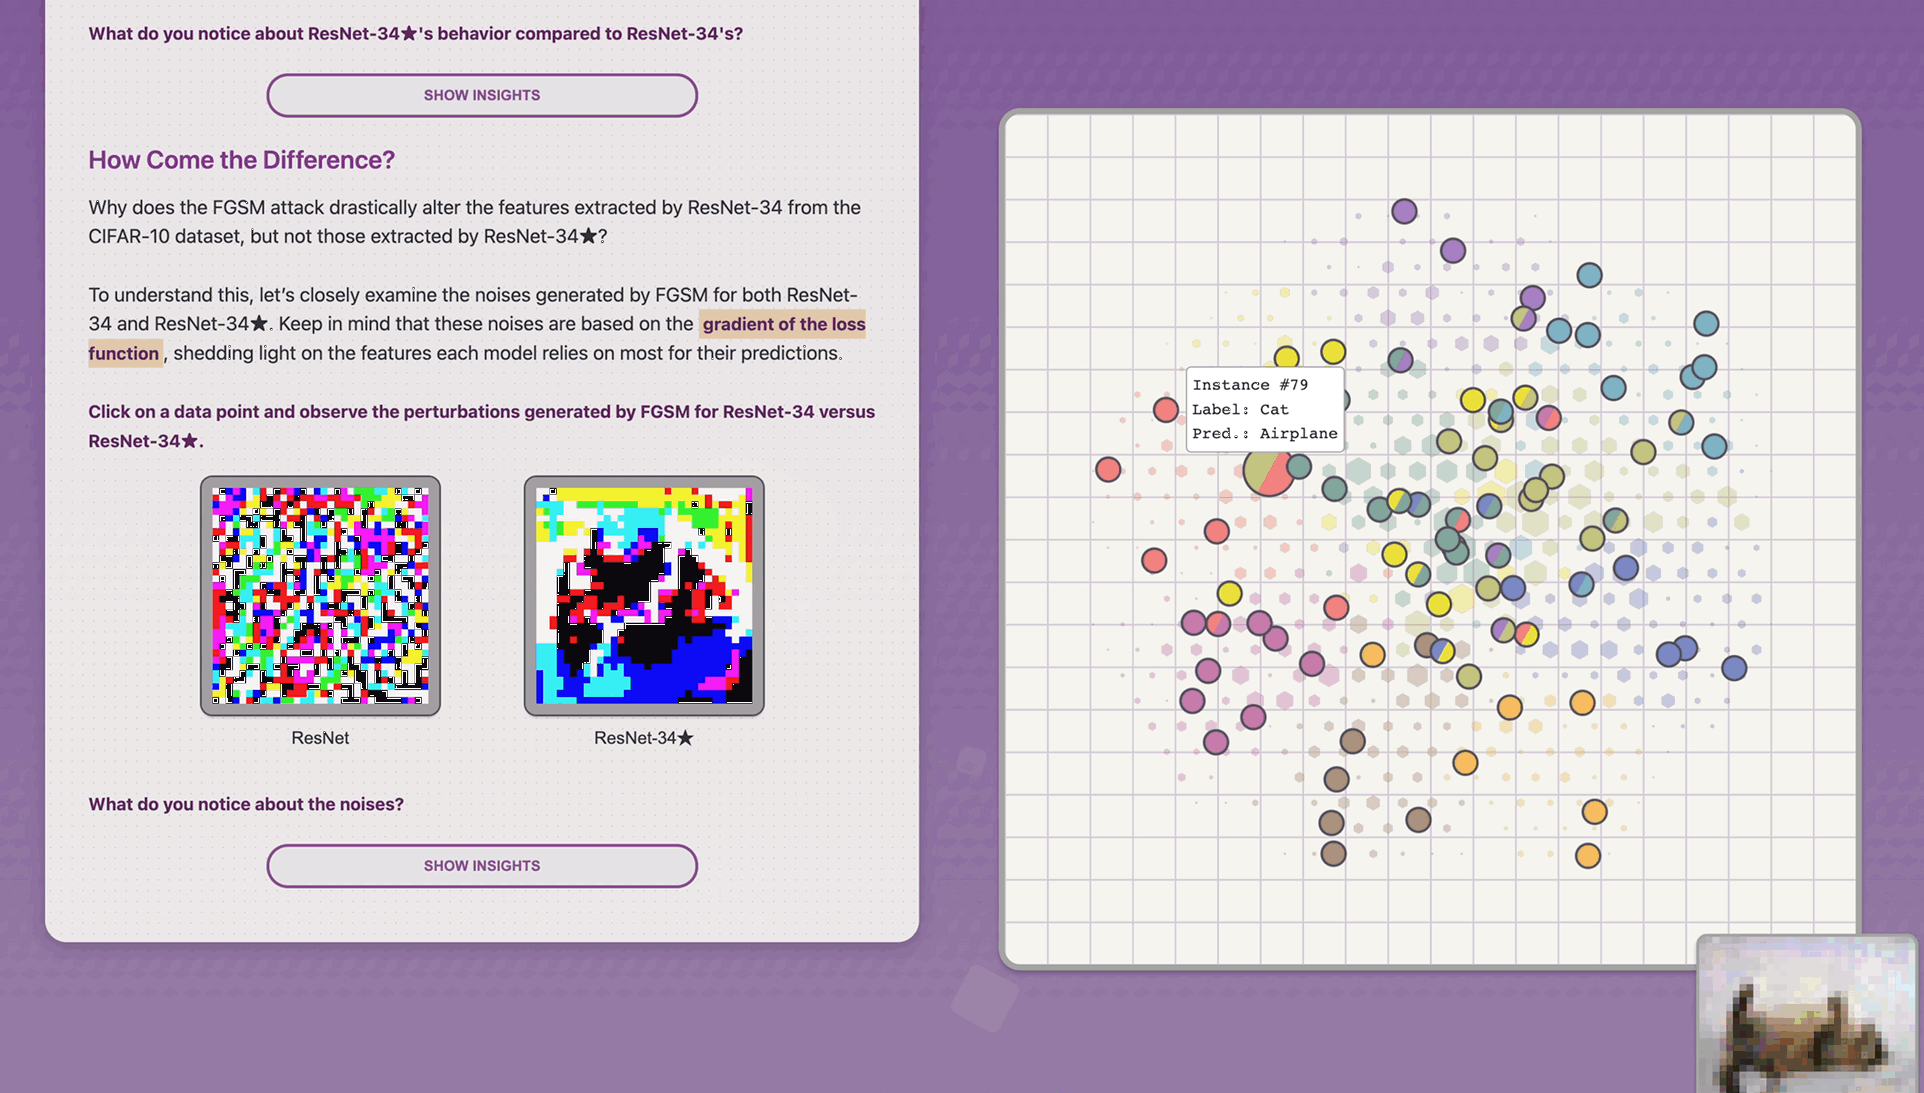 What do you notice about ResNet-34★'s behavior compared to ResNet-34's?
SHOW INSIGHTS
How Come the Difference?
Why does the FGSM attack drastically alter the features extracted by ResNet-34 from the
CIFAR-10 dataset, but not those extracted by ResNet-34★?
To understand this, let’s closely examine the noises generated by FGSM for both ResNet-
34 and ResNet-34★. Keep in mind that these noises are based on the gradient of the loss
function, shedding light on the features each model relies on most for their predictions.
Click on a data point and observe the perturbations generated by FGSM for ResNet-34 versus
ResNet-34★.
ResNet
ResNet-34★
What do you notice about the noises?
SHOW INSIGHTS
Instance #79
Label: Cat
Pred.: Airplane